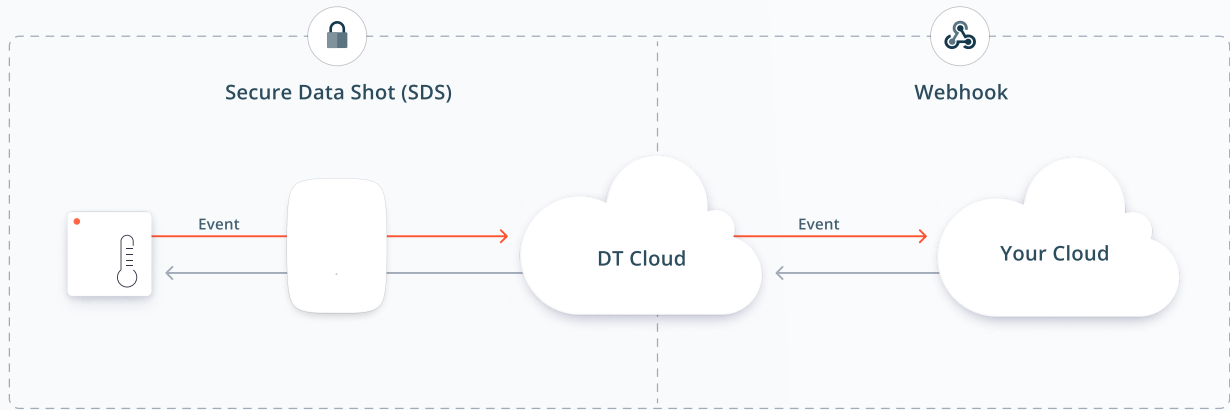 Secure Data Shot (SDS)
Webhook
Event
Event
DT Cloud
Your Cloud